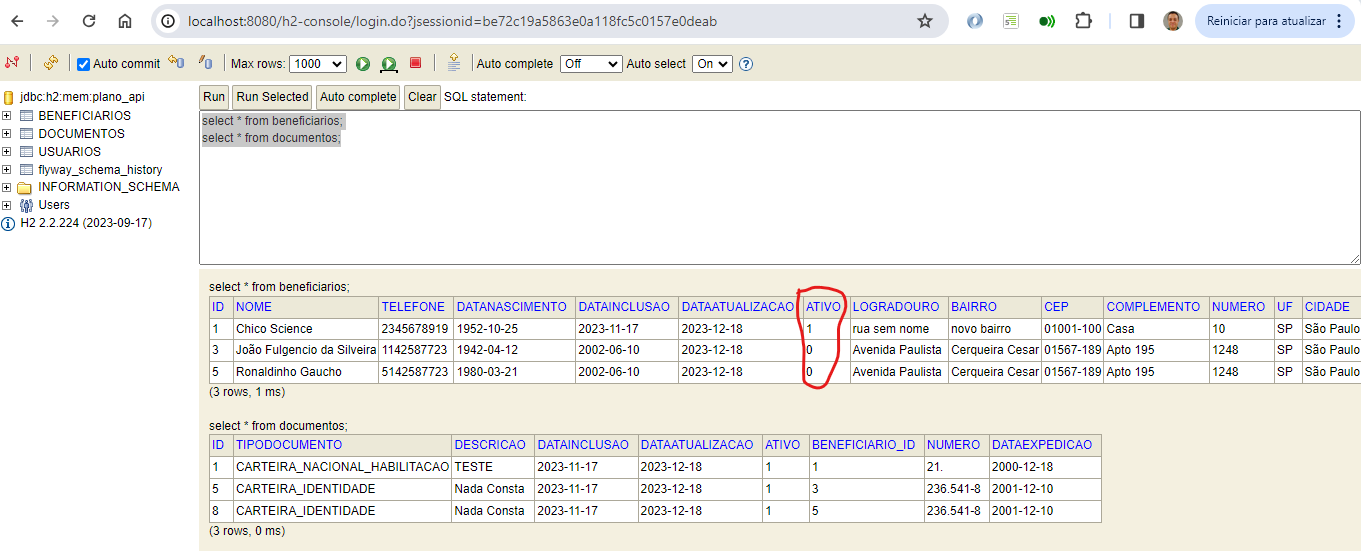 localhost:8080/h2-console/login.do?jsessionid=be72c19a5863e0a118fc5c0157e0deab Reiniciar para atualizar
Auto commit Max rows: 1000 Auto complete Off Auto select On
jdbc:h2:mem:plano_api
BENEFICIARIOS
DOCUMENTOS
USUARIOS
flyway_schema_history
INFORMATION_SCHEMA
Users
H2 2.2.224 (2023-09-17)
Run Run Selected Auto complete Clear SQL statement:
select * from beneficiarios;
select * from documentos;
select * from beneficiarios;
ID NOME TELEFONE DATANASCIMENTO DATAINCLUSAO DATAATUALIZACAO ATIVO LOGRADOURO BAIRRO CEP COMPLEMENTO NUMERO UF CIDADE
1 Chico Science 2345678919 1952-10-25 2023-11-17 2023-12-18 1 rua sem nome novo bairro 01001-100 Casa 10 SP São Paulo
3 João Fulgencio da Silveira 1142587723 1942-04-12 2002-06-10 2023-12-18 0 Avenida Paulista Cerqueira Cesar 01567-189 Apto 195 1248 SP São Paulo
5 Ronaldinho Gaucho 5142587723 1980-03-21 2002-06-10 2023-12-18 0 Avenida Paulista Cerqueira Cesar 01567-189 Apto 195 1248 SP São Paulo
(3 rows, 1 ms)
select * from documentos;
ID TIPODOCUMENTO DESCRICAO DATAINCLUSAO DATAATUALIZACAO ATIVO BENEFICIARIO_ID NUMERO DATAEXPEDICAO
1 CARTEIRA_NACIONAL_HABILITACAO TESTE 2023-11-17 2023-12-18 1 1 21. 2000-12-18
5 CARTEIRA_IDENTIDADE Nada Consta 2023-11-17 2023-12-18 1 3 236.541-8 2001-12-10
8 CARTEIRA_IDENTIDADE Nada Consta 2023-11-17 2023-12-18 1 5 236.541-8 2001-12-10
(3 rows, 0 ms)